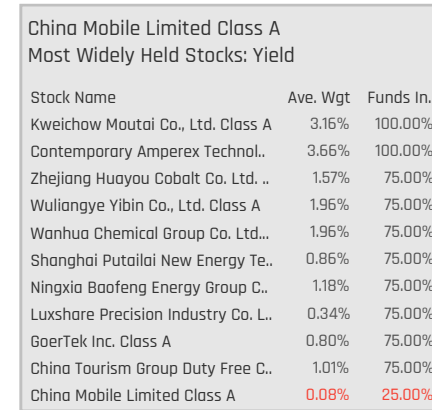 China Mobile Limited Class A
Most Widely Held Stocks: Yield
Stock Name Ave. Wgt Funds In.
Kweichow Moutai Co., Ltd. Class A 3.16% 100.00%
Contemporary Amperex Technol.. 3.66% 100.00%
Zhejiang Huayou Cobalt Co. Ltd. .. 1.57% 75.00%
Wuliangye Yibin Co., Ltd. Class A 1.96% 75.00%
Wanhua Chemical Group Co. Ltd... 1.96% 75.00%
Shanghai Putailai New Energy Te.. 0.86% 75.00%
Ningxia Baofeng Energy Group C.. 1.18% 75.00%
Luxshare Precision Industry Co. L.. 0.34% 75.00%
GoerTek Inc. Class A 0.80% 75.00%
China Tourism Group Duty Free C.. 1.01% 75.00%
China Mobile Limited Class A 0.08% 25.00%